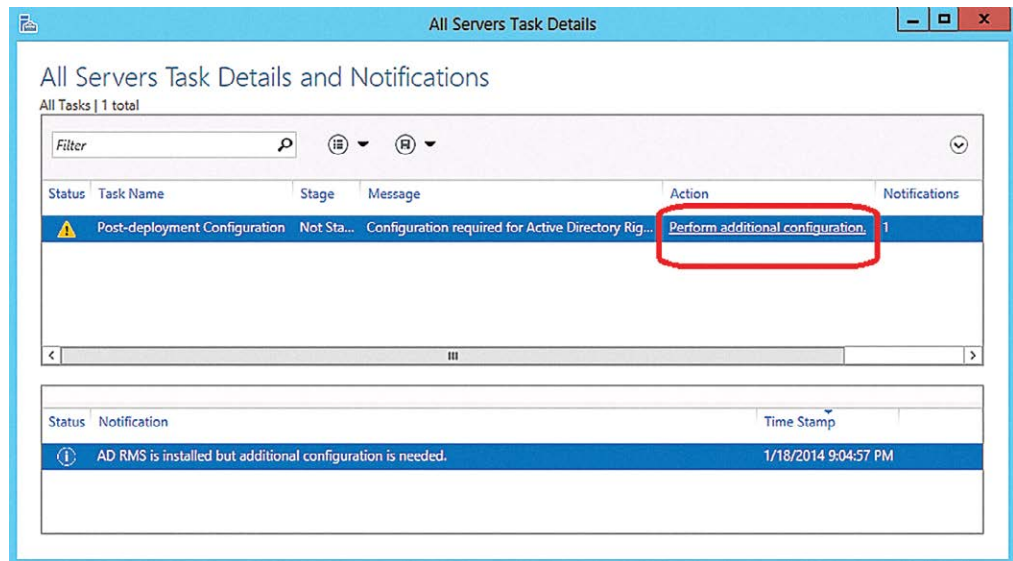 All Servers Task Details
All Servers Task Details and Notifications
All Tasks | 1 total
Filter
Status Task Name Stage Message Action Notifications
Post-deployment Configuration Not Sta... Configuration required for Active Directory Rig... Perform additional configuration. 1
Status Notification Time Stamp
AD RMS is installed but additional configuration is needed. 1/18/2014 9:04:57 PM